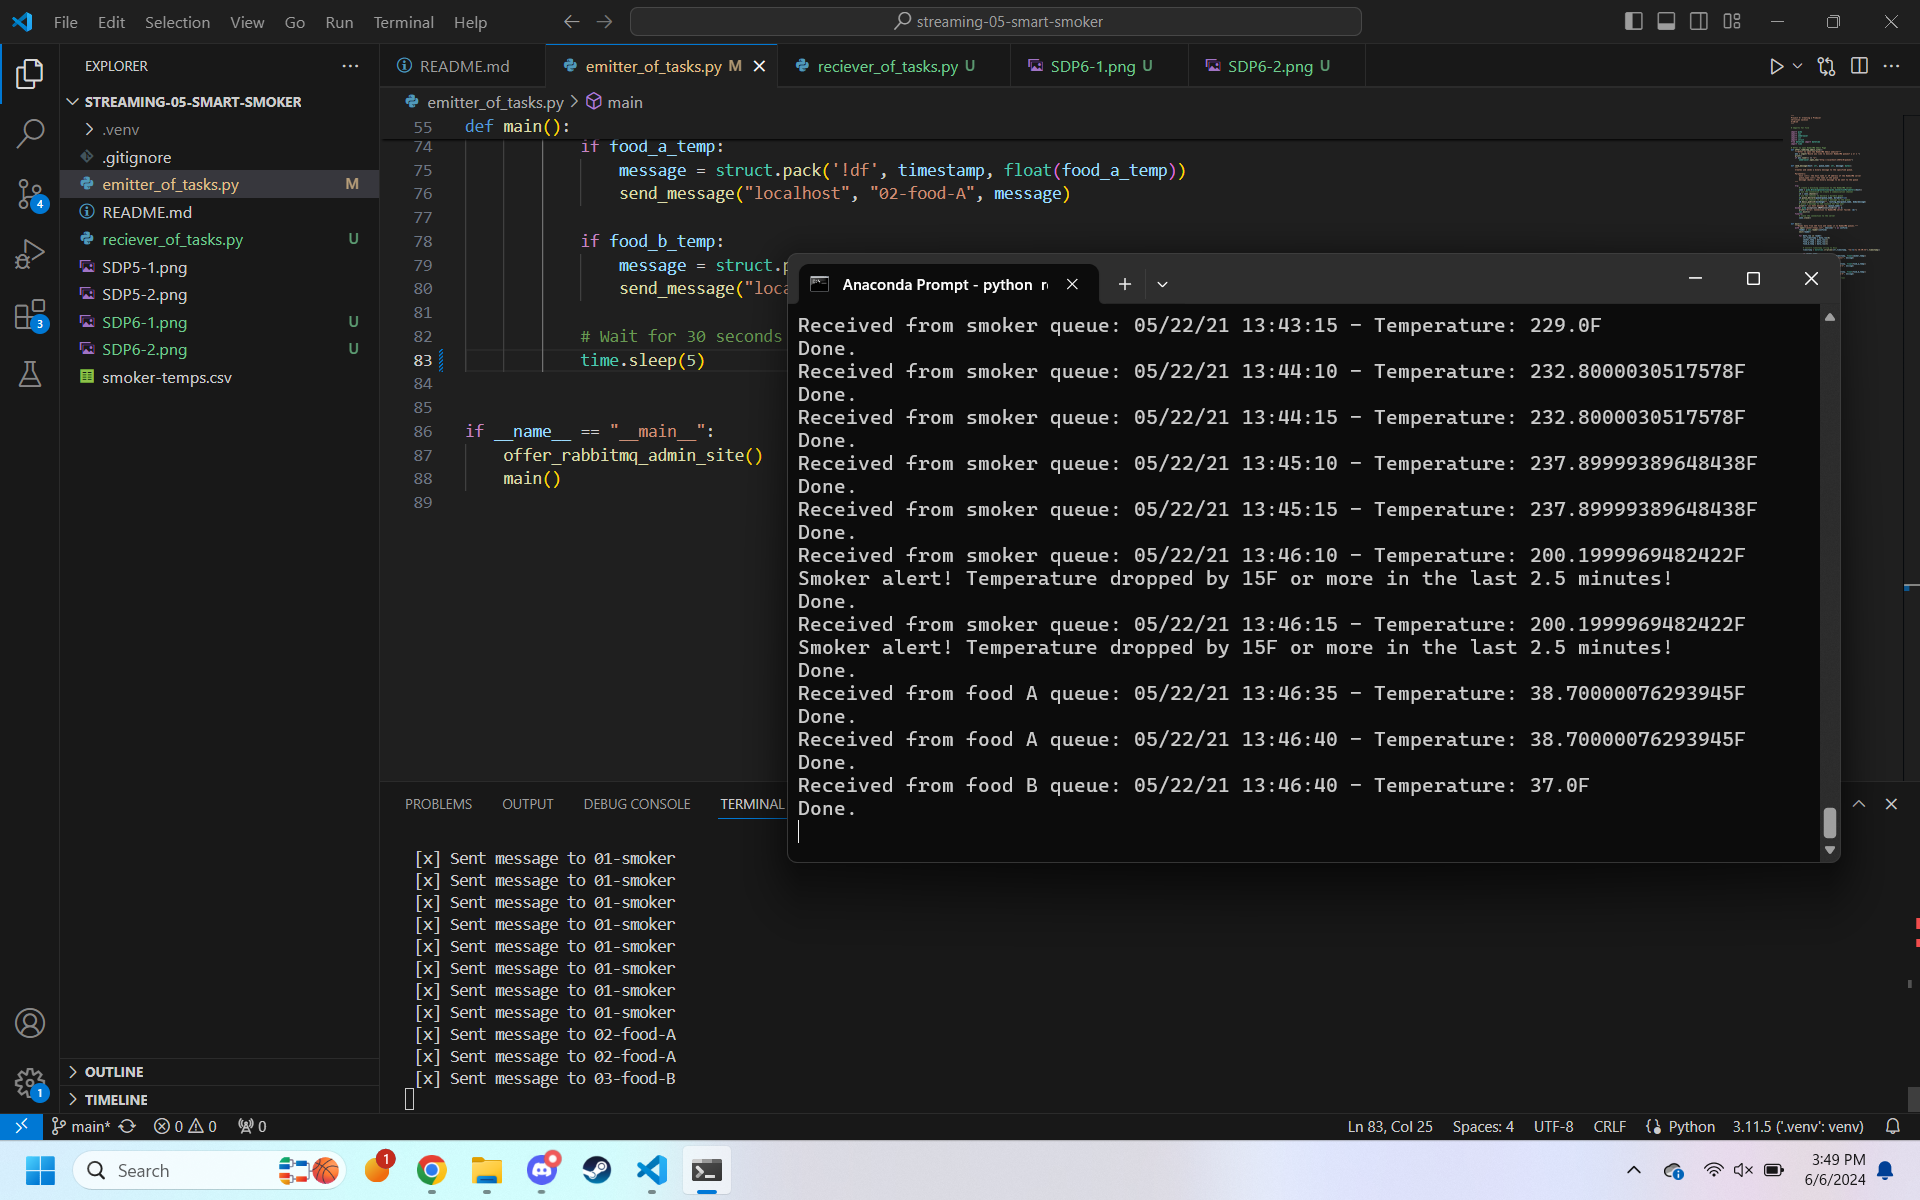 File Edit Selection View Go Run Terminal Help
streaming-05-smart-smoker
EXPLORER
STREAMING-05-SMART-SMOKER
.venv
.gitignore
emitter_of_tasks.py M
README.md
reciever_of_tasks.py U
SDP5-1.png
SDP5-2.png
SDP6-1.png U
SDP6-2.png U
smoker-temps.csv
OUTLINE
TIMELINE
4
3
1
README.md
emitter_of_tasks.py M
reciever_of_tasks.py U
SDP6-1.png U
SDP6-2.png U
emitter_of_tasks.py > main
55 def main():
74 if food_a_temp:
75 message = struct.pack('!df', timestamp, float(food_a_temp))
76 send_message("localhost", "02-food-A", message)
77
78 if food_b_temp:
79 message = struct.p
80 send_message("loca
81
82 # Wait for 30 seconds
83 time.sleep(5)
84
85
86 if __name__ == "__main__":
87 offer_rabbitmq_admin_site()
88 main()
89
Anaconda Prompt - python r
Received from smoker queue: 05/22/21 13:43:15 - Temperature: 229.0F
Done.
Received from smoker queue: 05/22/21 13:44:10 - Temperature: 232.8000030517578F
Done.
Received from smoker queue: 05/22/21 13:44:15 - Temperature: 232.8000030517578F
Done.
Received from smoker queue: 05/22/21 13:45:10 - Temperature: 237.89999389648438F
Done.
Received from smoker queue: 05/22/21 13:45:15 - Temperature: 237.89999389648438F
Done.
Received from smoker queue: 05/22/21 13:46:10 - Temperature: 200.1999969482422F
Smoker alert! Temperature dropped by 15F or more in the last 2.5 minutes!
Done.
Received from smoker queue: 05/22/21 13:46:15 - Temperature: 200.1999969482422F
Smoker alert! Temperature dropped by 15F or more in the last 2.5 minutes!
Done.
Received from food A queue: 05/22/21 13:46:35 - Temperature: 38.70000076293945F
Done.
Received from food A queue: 05/22/21 13:46:40 - Temperature: 38.70000076293945F
Done.
Received from food B queue: 05/22/21 13:46:40 - Temperature: 37.0F
Done.
PROBLEMS OUTPUT DEBUG CONSOLE TERMINAL
[x] Sent message to 01-smoker
[x] Sent message to 01-smoker
[x] Sent message to 01-smoker
[x] Sent message to 01-smoker
[x] Sent message to 01-smoker
[x] Sent message to 01-smoker
[x] Sent message to 01-smoker
[x] Sent message to 01-smoker
[x] Sent message to 02-food-A
[x] Sent message to 02-food-A
[x] Sent message to 03-food-B
main* 0 0 0
Ln 83, Col 25 Spaces: 4 UTF-8 CRLF Python 3.11.5 ('.venv': venv)
Search
1
3:49 PM
6/6/2024